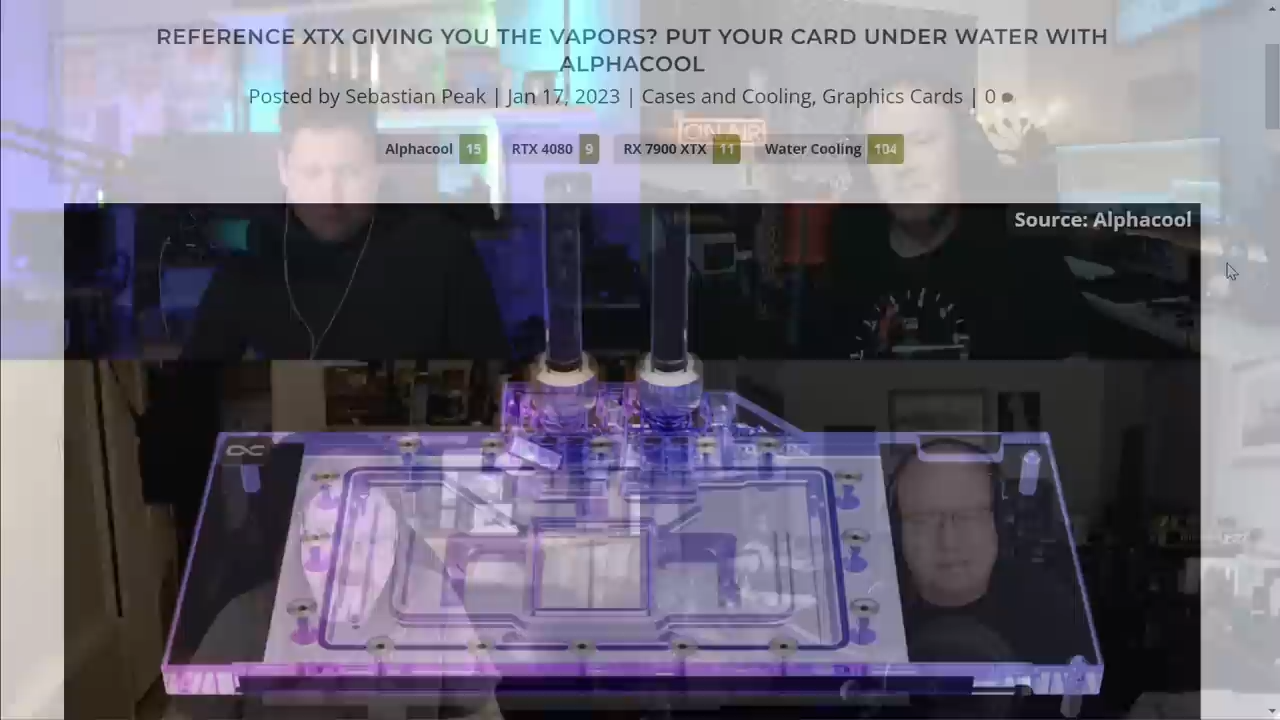 REFERENCE XTX GIVING YOU THE VAPORS? PUT YOUR CARD UNDER WATER WITH
ALPHACOOL
Posted by Sebastian Peak | Jan 17, 2023 | Cases and Cooling, Graphics Cards | 0
ON AIR
Alphacool 15 RTX 4080 9 RX 7900 XTX 11 Water Cooling 104
Source: Alphacool